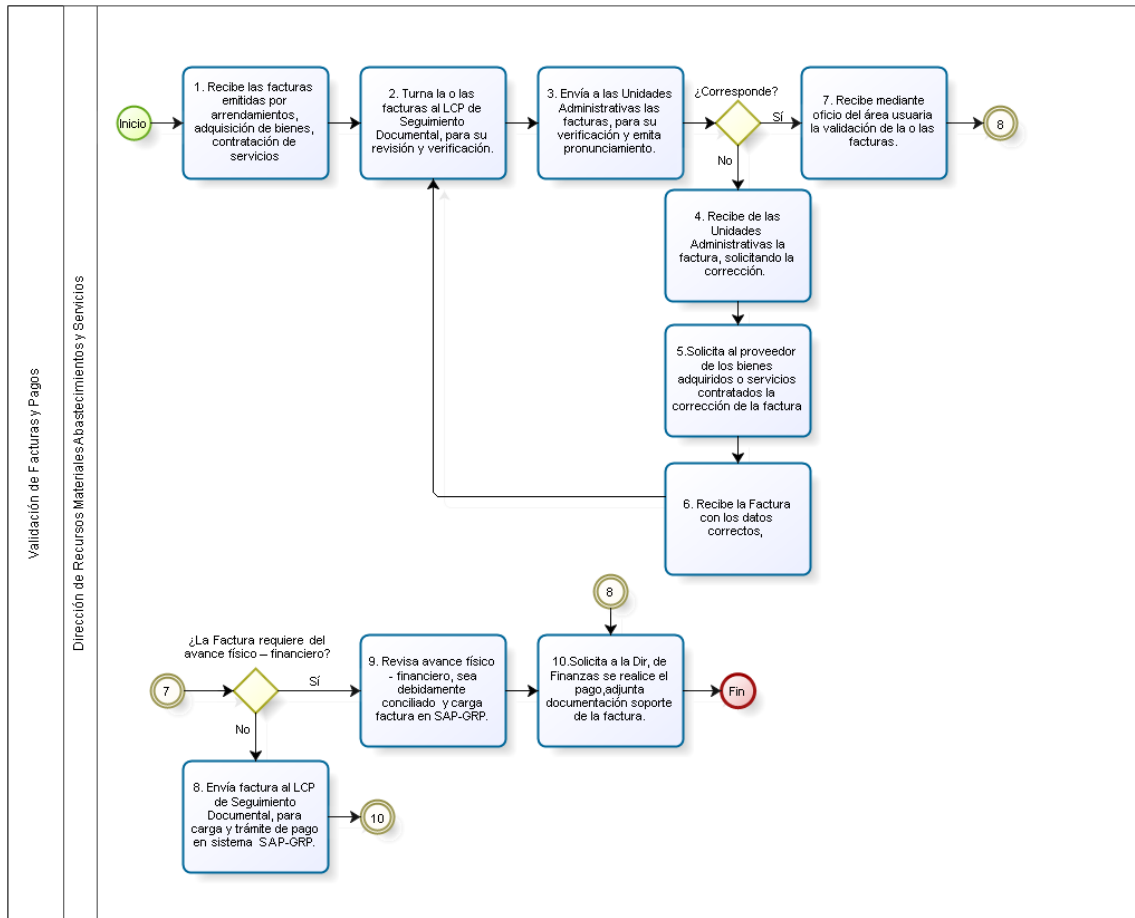 Validación de Facturas y Pagos
Dirección de Recursos Materiales Abastecimientos y Servicios
Inicio
1. Recibe las facturas
emitidas por
arrendamientos,
adquisición de bienes,
contratación de
servicios
2. Turna la o las
facturas al LCP de
Seguimiento
Documental, para su
revisión y verificación.
3. Envía a las Unidades
Administrativas las
facturas, para su
verificación y emita
pronunciamiento.
¿Corresponde?
Sí
No
7. Recibe mediante
oficio del área usuaria
la validación de la o las
facturas.
8
4. Recibe de las
Unidades
Administrativas la
factura, solicitando la
corrección.
5.Solicita al proveedor
de los bienes
adquiridos o servicios
contratados la
corrección de la factura
6. Recibe la Factura
con los datos
correctos,
8
7
¿La Factura requiere del
avance físico – financiero?
Sí
No
9. Revisa avance físico
- financiero, sea
debidamente
conciliado y carga
factura en SAP-GRP.
10.Solicita a la Dir, de
Finanzas se realice el
pago,adjunta
documentación soporte
de la factura.
Fin
8. Envía factura al LCP
de Seguimiento
Documental, para
carga y trámite de pago
en sistema SAP-GRP.
10